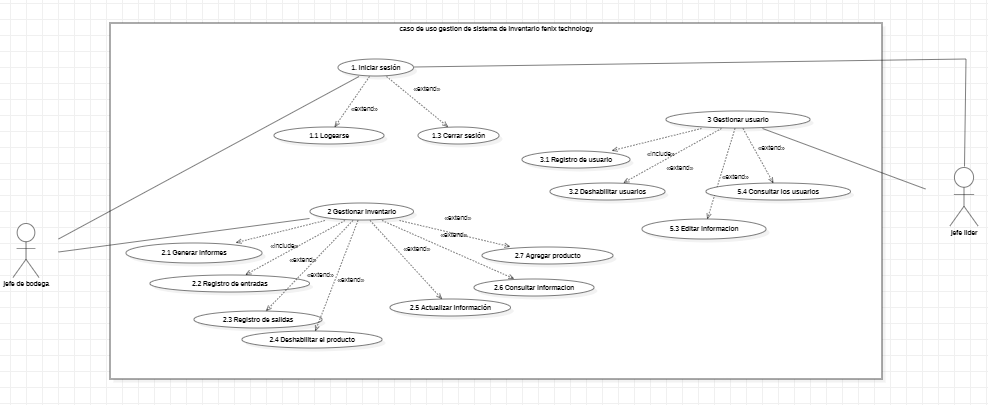 caso de uso gestion de sistema de inventario fenix technology
1. Iniciar sesión
«extend»
«extend»
1.1 Logearse
1.3 Cerrar sesión
3 Gestionar usuario
«extend»
«include»
3.1 Registro de usuario
«extend»
«extend»
3.2 Deshabilitar usuarios
5.4 Consultar los usuarios
5.3 Editar informacion
jefe lider
2 Gestionar inventario
«extend»
«extend»
«include»
«extend»
2.1 Generar informes
2.7 Agregar producto
«extend»
«extend»
«extend»
jefe de bodega
2.2 Registro de entradas
2.6 Consultar informacion
2.5 Actualizar información
2.3 Registro de salidas
2.4 Deshabilitar el producto